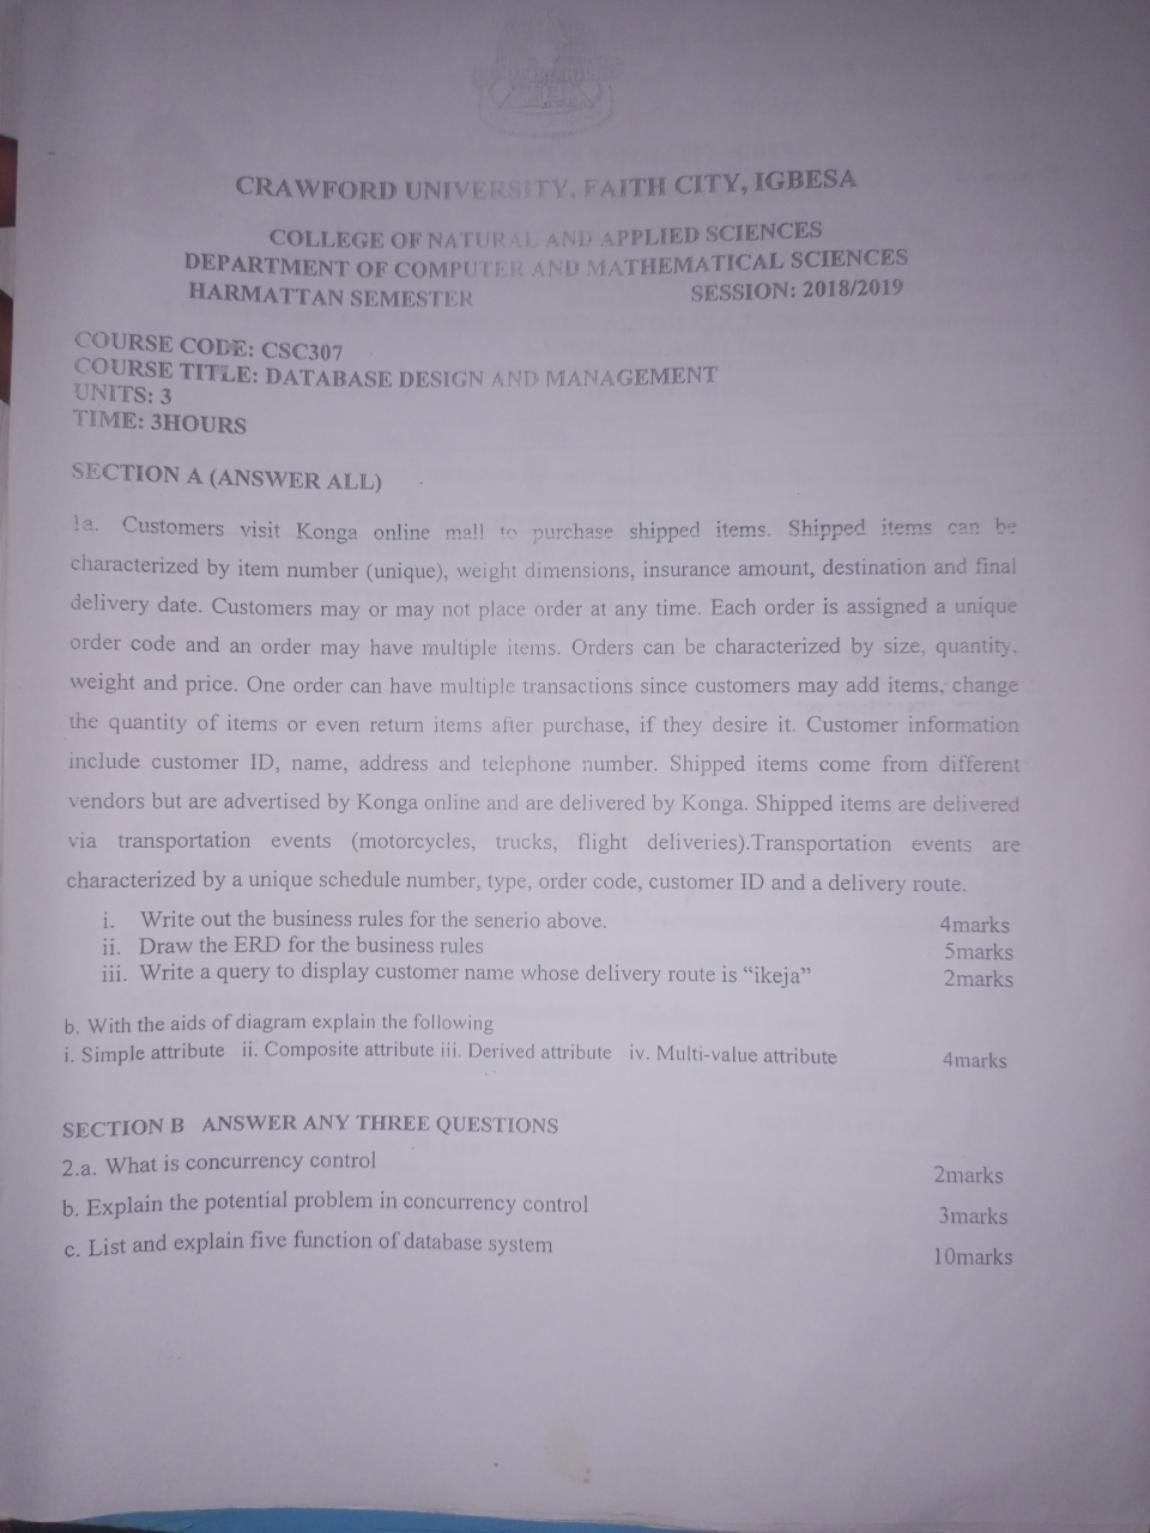 CRAWFORD UNIVERSITY, FAITH CITY, IGBESA
COLLEGE OF NATURAL AND APPLIED SCIENCES
DEPARTMENT OF COMPUTER AND MATHEMATICAL SCIENCES
HARMATTAN SEMESTER SESSION: 2018/2019
COURSE CODE: CSC307
COURSE TITLE: DATABASE DESIGN AND MANAGEMENT
UNITS: 3
TIME: 3HOURS
SECTION A (ANSWER ALL)
1a. Customers visit Konga online mall to purchase shipped items. Shipped items can be
characterized by item number (unique), weight dimensions, insurance amount, destination and final
delivery date. Customers may or may not place order at any time. Each order is assigned a unique
order code and an order may have multiple items. Orders can be characterized by size, quantity,
weight and price. One order can have multiple transactions since customers may add items, change
the quantity of items or even return items after purchase, if they desire it. Customer information
include customer ID, name, address and telephone number. Shipped items come from different
vendors but are advertised by Konga online and are delivered by Konga. Shipped items are delivered
via transportation events (motorcycles, trucks, flight deliveries).Transportation events are
characterized by a unique schedule number, type, order code, customer ID and a delivery route.
i. Write out the business rules for the senerio above. 4marks
ii. Draw the ERD for the business rules 5marks
iii. Write a query to display customer name whose delivery route is “ikeja” 2marks
b. With the aids of diagram explain the following
i. Simple attribute ii. Composite attribute iii. Derived attribute iv. Multi-value attribute 4marks
SECTION B ANSWER ANY THREE QUESTIONS
2.a. What is concurrency control 2marks
b. Explain the potential problem in concurrency control 3marks
c. List and explain five function of database system 10marks